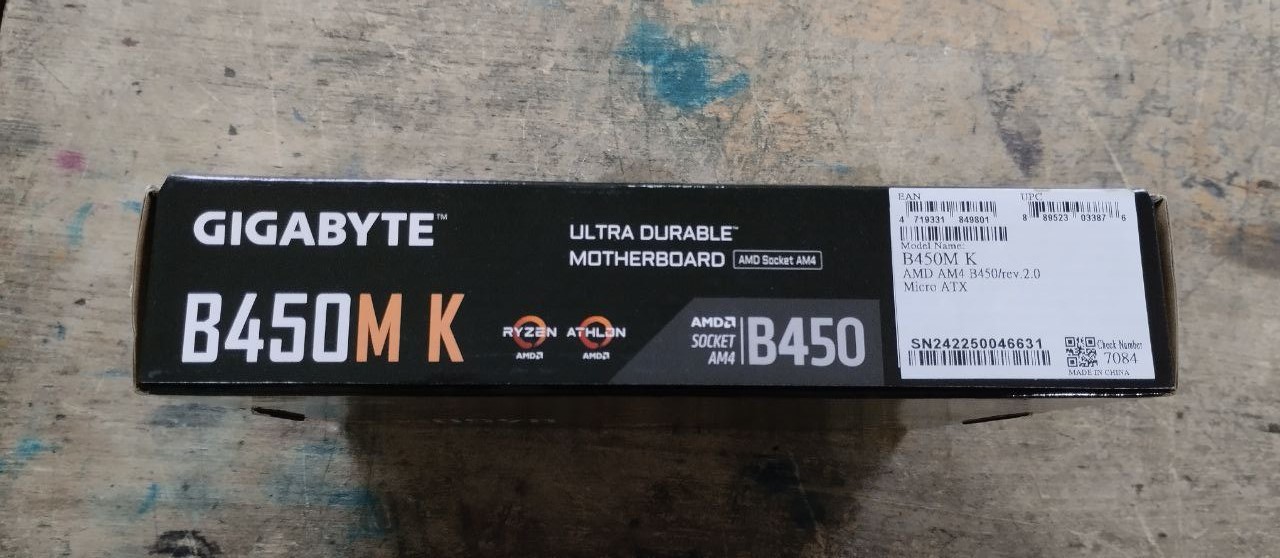 GIGABYTE™
ULTRA DURABLE™
MOTHERBOARD AMD Socket AM4
B450M K
RYZEN
AMD
ATHLON
AMD
AMD
SOCKET
AM4
B450
EAN
4 719331 849801
UPC
8 89523 03387 6
Model Name:
B450M K
AMD AM4 B450/rev.2.0
Micro ATX
SN242250046631
Check Number
7084
MADE IN CHINA